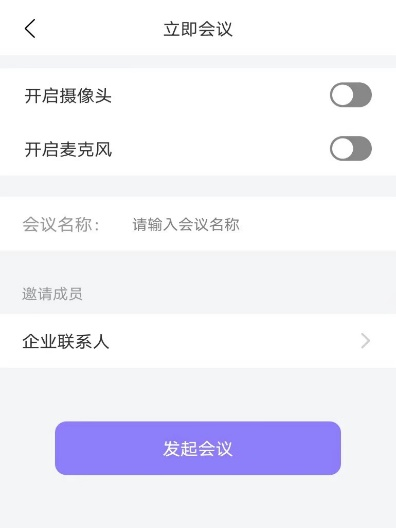 立即会议
开启摄像头
开启麦克风
会议名称： 请输入会议名称
邀请成员
企业联系人
发起会议